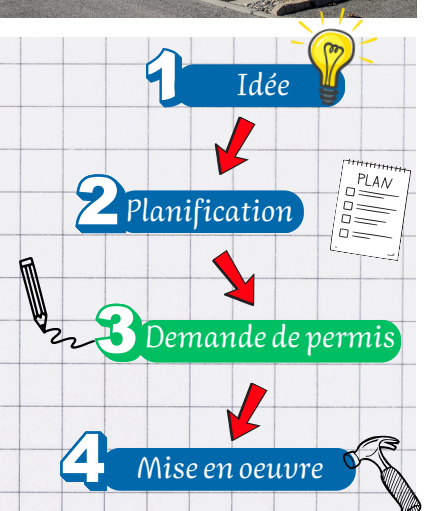 1 Idée
PLAN
2 Planification
3 Demande de permis
4 Mise en oeuvre